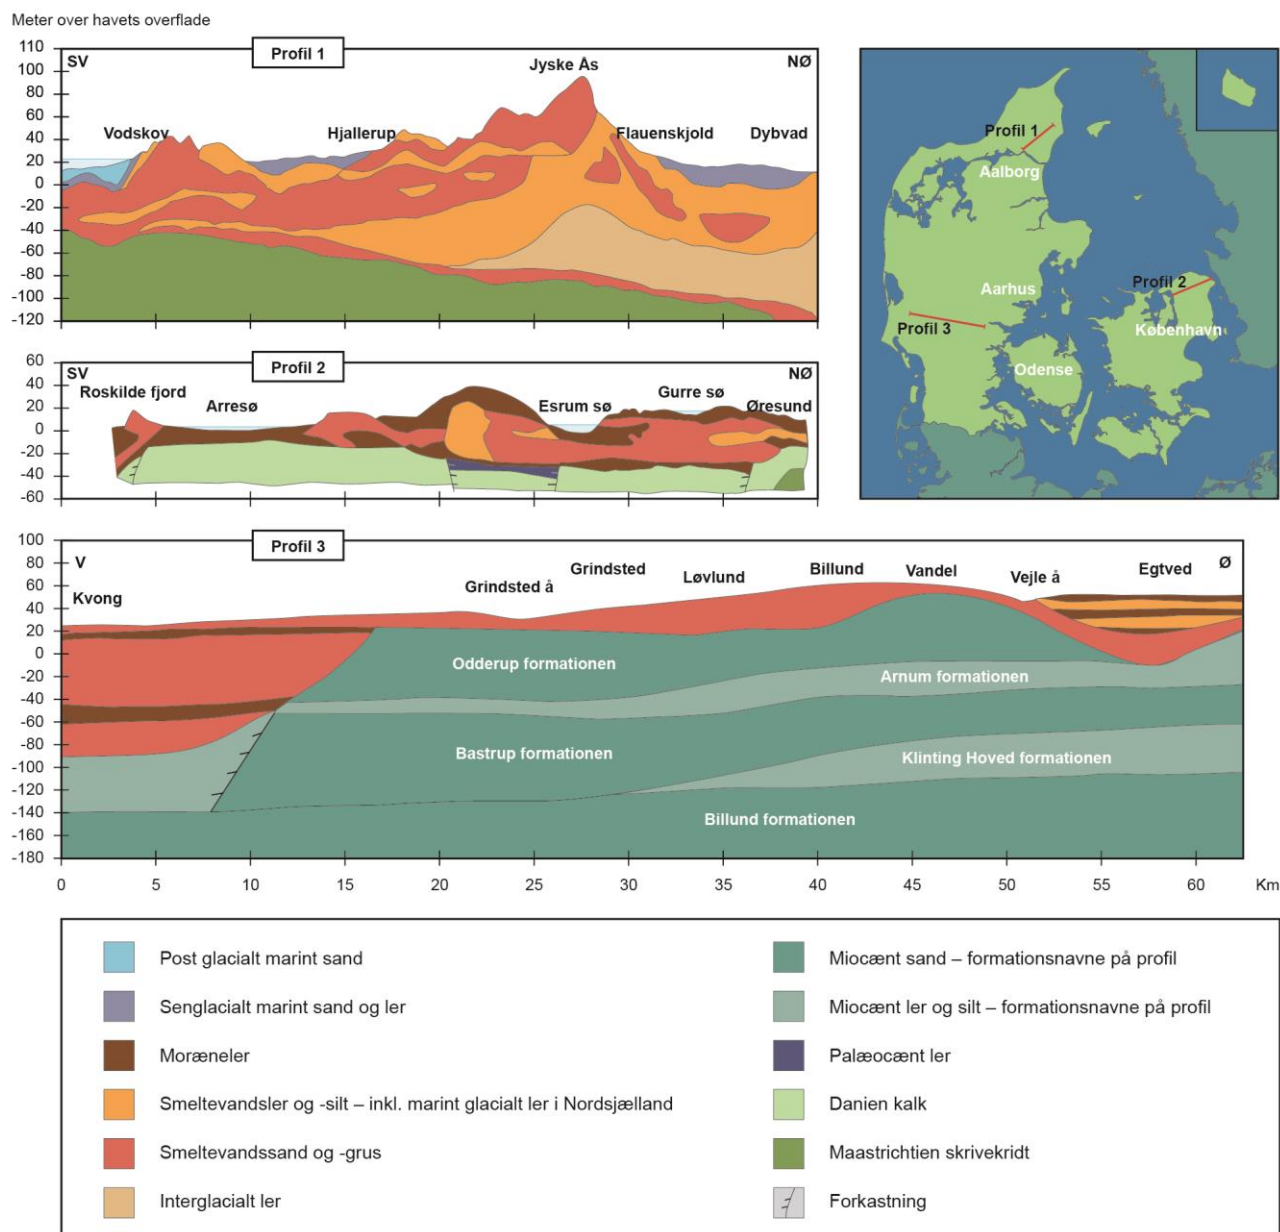 Meter over havets overflade
Profil 1
SV
NØ
Jyske Ås
Vodskov
Hjallerup
Flauenskjold
Dybvad
110
100
80
60
40
20
0
-20
-40
-60
-80
-100
-120
Profil 2
SV
NØ
Roskilde fjord
Arresø
Esrum sø
Gurre sø
Øresund
60
40
20
0
-20
-40
-60
Profil 1
Aalborg
Aarhus
Profil 2
Profil 3
København
Odense
Profil 3
V
Ø
Kvong
Grindsted å
Grindsted
Løvlund
Billund
Vandel
Vejle å
Egtved
100
80
60
40
20
0
-20
-40
-60
-80
-100
-120
-140
-160
-180
Odderup formationen
Arnum formationen
Bastrup formationen
Klinting Hoved formationen
Billund formationen
0 5 10 15 20 25 30 35 40 45 50 55 60 Km
Post glacialt marint sand
Senglacialt marint sand og ler
Moræneler
Smeltevandsler og -silt – inkl. marint glacialt ler i Nordsjælland
Smeltevandssand og -grus
Interglacialt ler
Miocænt sand – formationsnavne på profil
Miocænt ler og silt – formationsnavne på profil
Palæocænt ler
Danien kalk
Maastrichtien skrivekridt
Forkastning